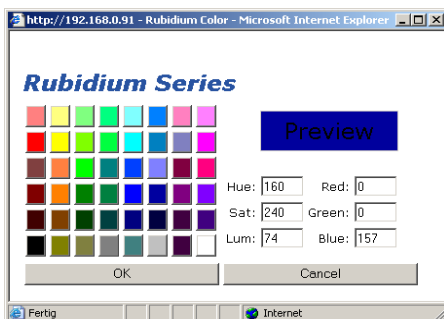 http://192.168.0.91 - Rubidium Color - Microsoft Internet Explorer
Rubidium Series
Preview
Hue: 160 Red: 0
Sat: 240 Green: 0
Lum: 74 Blue: 157
OK Cancel
Fertig Internet